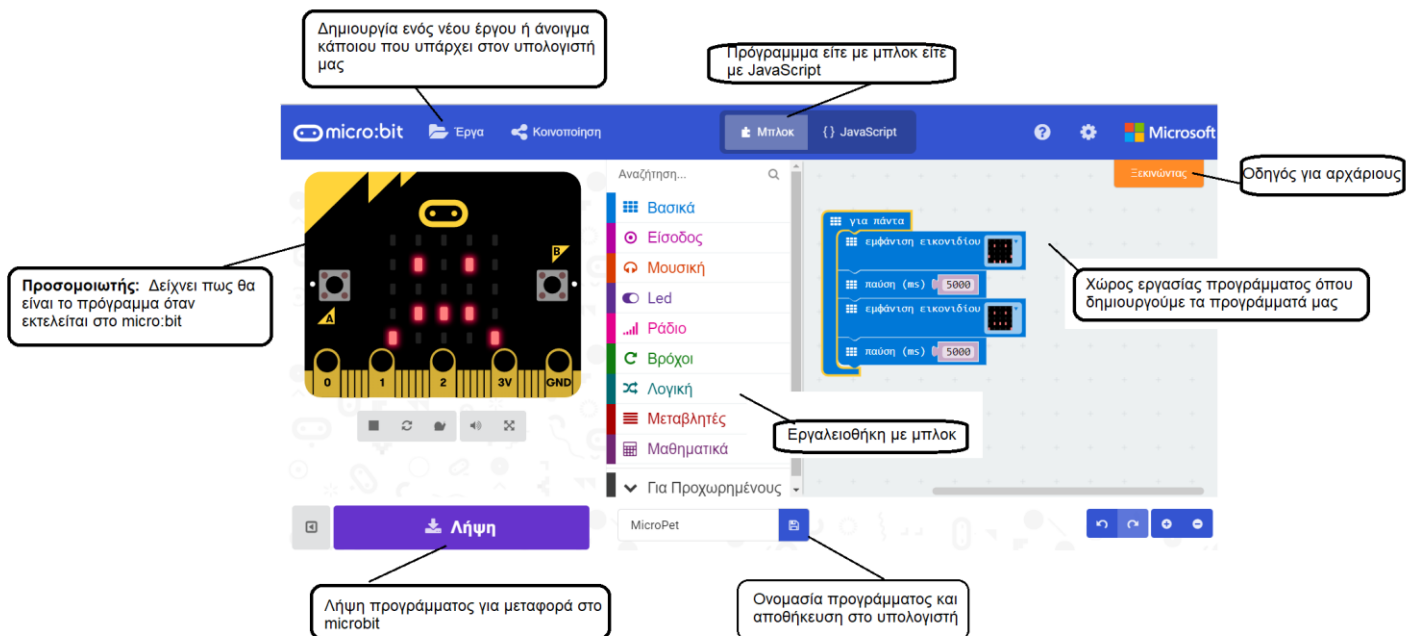 Δημιουργία ενός νέου έργου ή άνοιγμα
κάποιου που υπάρχει στον υπολογιστή
μας
Πρόγραμμμα είτε με μπλοκ είτε
με JavaScript
micro:bit
Έργα
Κοινοποίηση
Μπλοκ
{} JavaScript
Microsoft
Αναζήτηση...
Ξεκινώντας
Οδηγός για αρχάριους
Βασικά
Είσοδος
Μουσική
Led
Ράδιο
Βρόχοι
Λογική
Μεταβλητές
Μαθηματικά
Για Προχωρημένους
για πάντα
εμφάνιση εικονιδίου
παύση (ms) 5000
εμφάνιση εικονιδίου
παύση (ms) 5000
B
A
0 1 2 3V GND
Προσομοιωτής: Δείχνει πως θα
είναι το πρόγραμμα όταν
εκτελείται στο micro:bit
Χώρος εργασίας προγράμματος όπου
δημιουργούμε τα προγράμματά μας
Εργαλειοθήκη με μπλοκ
Λήψη
MicroPet
Λήψη προγράμματος για μεταφορά στο
microbit
Ονομασία προγράμματος και
αποθήκευση στο υπολογιστή